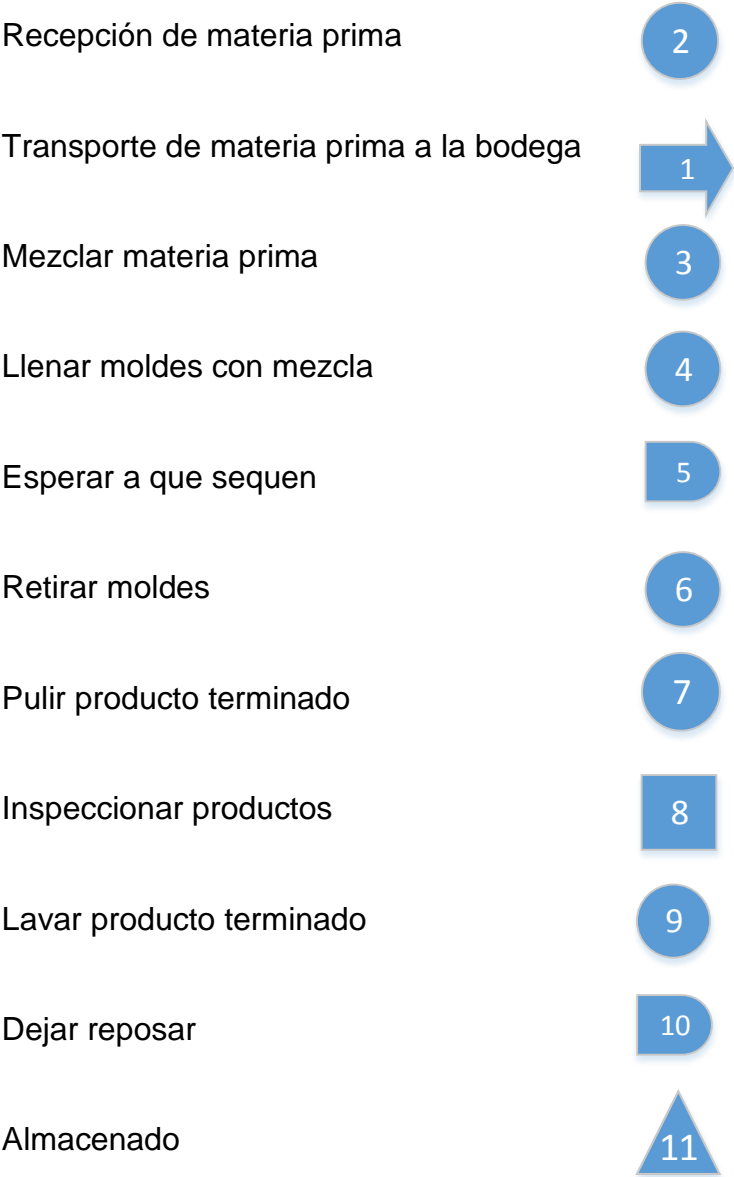 Recepción de materia prima 2
Transporte de materia prima a la bodega 1
Mezclar materia prima 3
Llenar moldes con mezcla 4
Esperar a que sequen 5
Retirar moldes 6
Pulir producto terminado 7
Inspeccionar productos 8
Lavar producto terminado 9
Dejar reposar 10
Almacenado 11